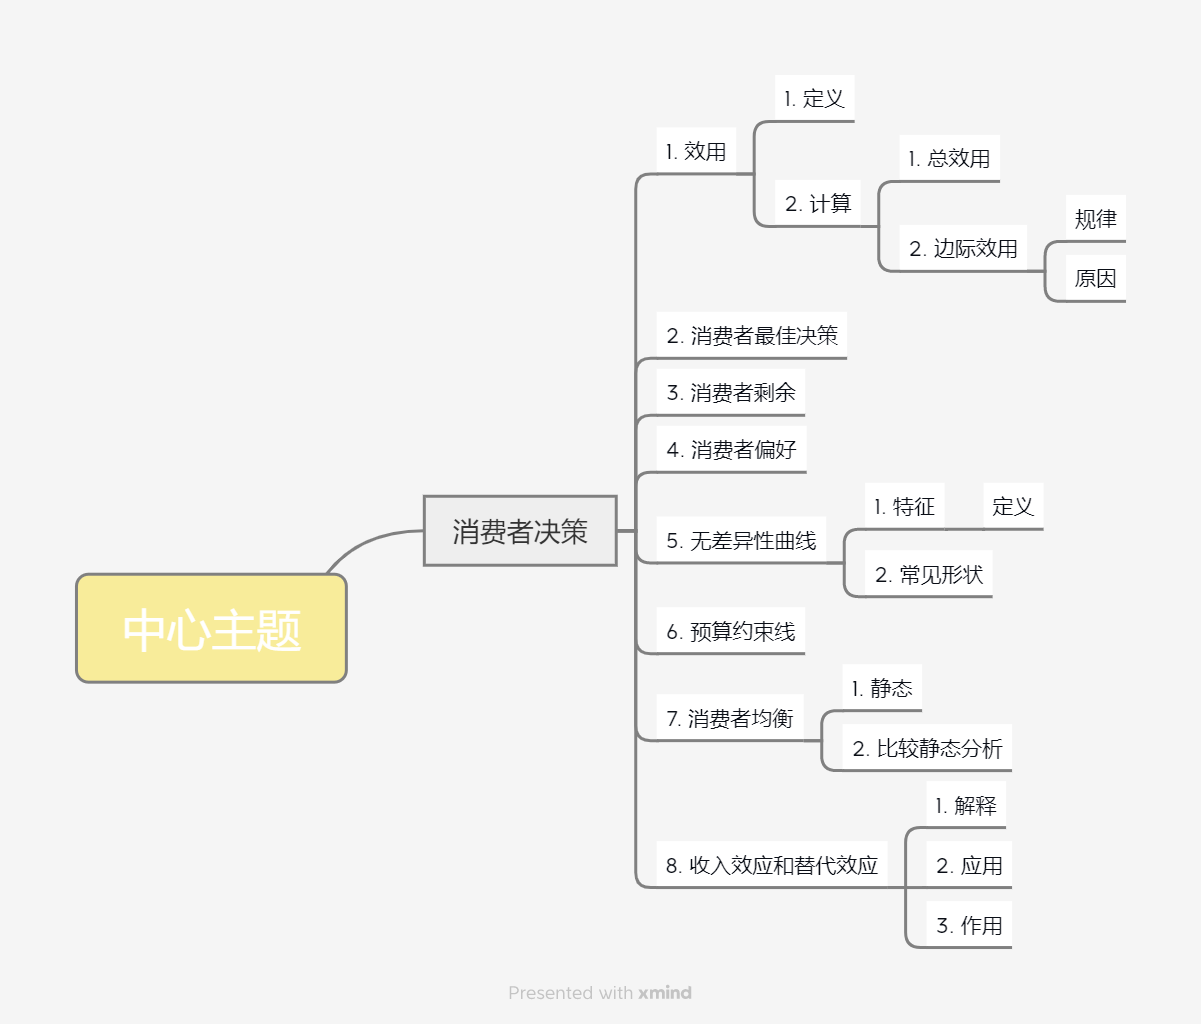 中心主题
消费者决策
1. 效用
1. 定义
2. 计算
1. 总效用
2. 边际效用
规律
原因
2. 消费者最佳决策
3. 消费者剩余
4. 消费者偏好
5. 无差异性曲线
1. 特征
定义
2. 常见形状
6. 预算约束线
7. 消费者均衡
1. 静态
2. 比较静态分析
8. 收入效应和替代效应
1. 解释
2. 应用
3. 作用
Presented with xmind